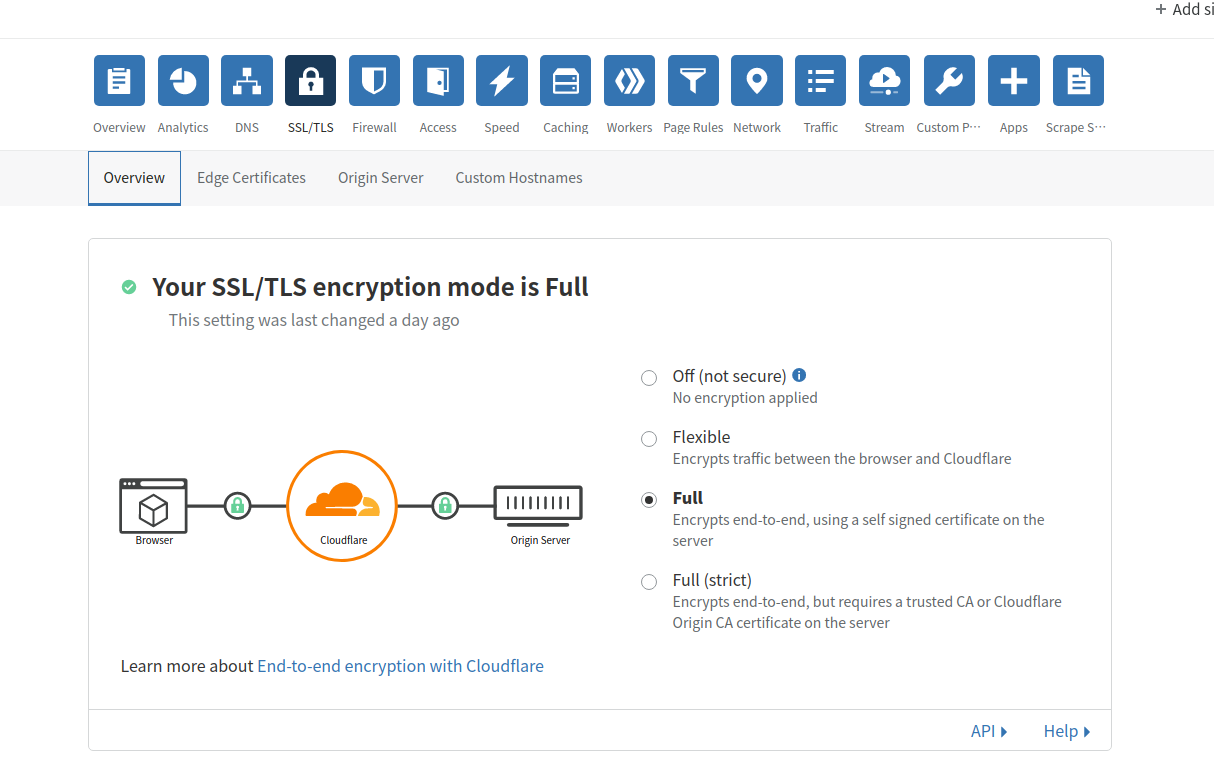 + Add si
Overview Analytics DNS SSL/TLS Firewall Access Speed Caching Workers Page Rules Network Traffic Stream Custom P··· Apps Scrape S···
Overview Edge Certificates Origin Server Custom Hostnames
Your SSL/TLS encryption mode is Full
This setting was last changed a day ago
Off (not secure)
No encryption applied
Flexible
Encrypts traffic between the browser and Cloudflare
Full
Encrypts end-to-end, using a self signed certificate on the
server
Full (strict)
Encrypts end-to-end, but requires a trusted CA or Cloudflare
Origin CA certificate on the server
Browser Cloudflare Origin Server
Learn more about End-to-end encryption with Cloudflare
API Help